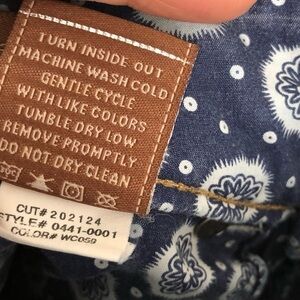 TURN INSIDE OUT
MACHINE WASH COLD
GENTLE CYCLE
WITH LIKE COLORS
TUMBLE DRY LOW
REMOVE PROMPTLY
DO NOT DRY CLEAN
CUT# 202124
STYLE# 0441-0001
COLOR# WC059